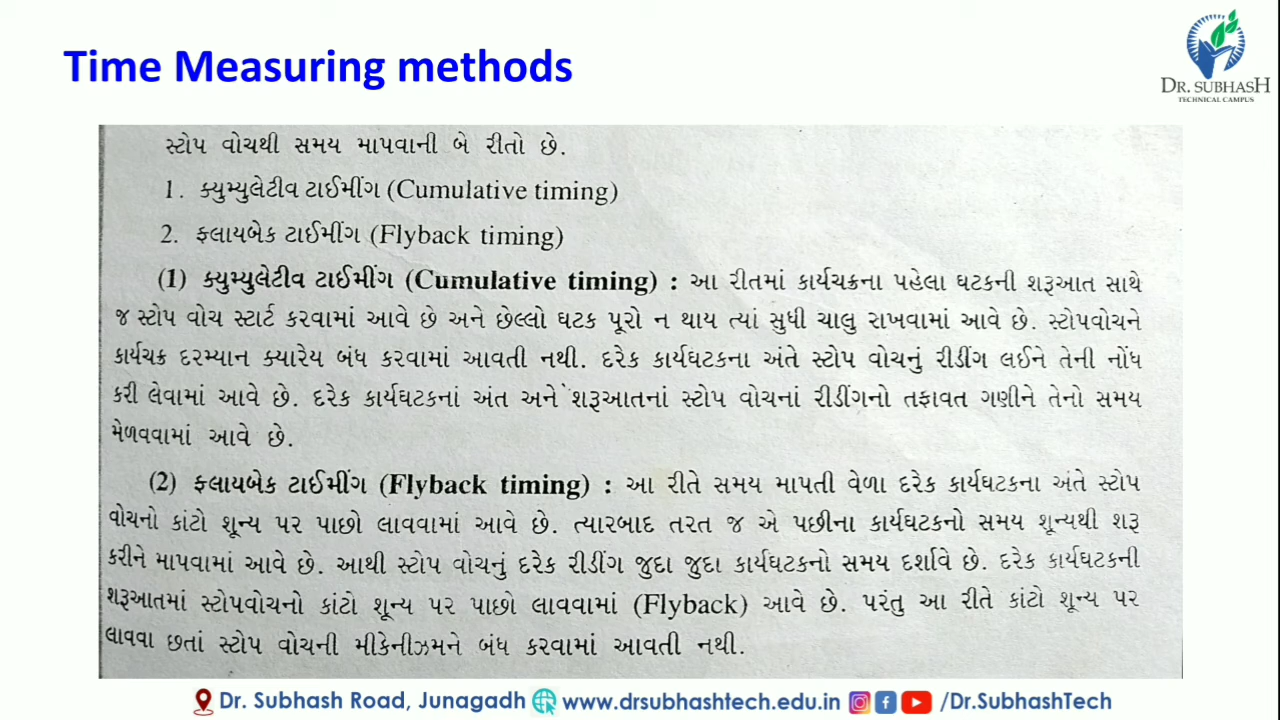 Time Measuring methods
DR. SUBHASH
TECHNICAL CAMPUS
સ્ટોપ વોચથી સમય માપવાની બે રીતો છે.
1. ક્યુમ્યુલેટીવ ટાઈમીંગ (Cumulative timing)
2. ફ્લાયબેક ટાઈમીંગ (Flyback timing)
(1) ક્યુમ્યુલેટીવ ટાઈમીંગ (Cumulative timing) : આ રીતમાં કાર્યચક્રના પહેલા ઘટકની શરૂઆત સાથે
જ સ્ટોપ વોચ સ્ટાર્ટ કરવામાં આવે છે અને છેલ્લો ઘટક પૂરો ન થાય ત્યાં સુધી ચાલુ રાખવામાં આવે છે. સ્ટોપવોચને
કાર્યચક્ર દરમ્યાન ક્યારેય બંધ કરવામાં આવતી નથી. દરેક કાર્યઘટકના અંતે સ્ટોપ વોચનું રીડીંગ લઈને તેની નોંધ
કરી લેવામાં આવે છે. દરેક કાર્યઘટકનાં અંત અને શરૂઆતનાં સ્ટોપ વોચનાં રીડીંગનો તફાવત ગણીને તેનો સમય
મેળવવામાં આવે છે.
(2) ફ્લાયબેક ટાઈમીંગ (Flyback timing) : આ રીતે સમય માપતી વેળા દરેક કાર્યઘટકના અંતે સ્ટોપ
વોચનો કાંટો શૂન્ય પર પાછો લાવવામાં આવે છે. ત્યારબાદ તરત જ એ પછીના કાર્યઘટકનો સમય શૂન્યથી શરૂ
કરીને માપવામાં આવે છે. આથી સ્ટોપ વોચનું દરેક રીડીંગ જુદા જુદા કાર્યઘટકનો સમય દર્શાવે છે. દરેક કાર્યઘટકની
શરૂઆતમાં સ્ટોપવોચનો કાંટો શૂન્ય પર પાછો લાવવામાં (Flyback) આવે છે. પરંતુ આ રીતે કાંટો શૂન્ય પર
લાવવા છતાં સ્ટોપ વોચની મીકેનીઝમને બંધ કરવામાં આવતી નથી.
Dr. Subhash Road, Junagadh www.drsubhashtech.edu.in /Dr.SubhashTech